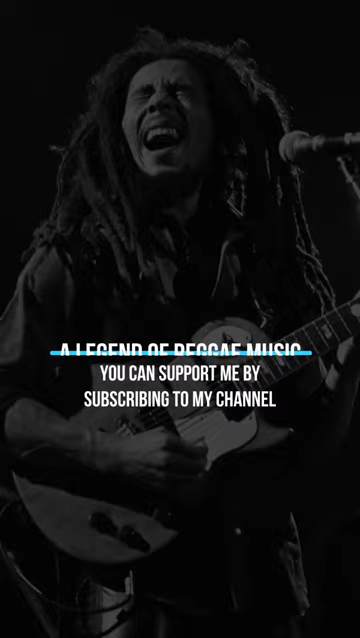 A LEGEND OF REGGAE MUSIC
YOU CAN SUPPORT ME BY
SUBSCRIBING TO MY CHANNEL